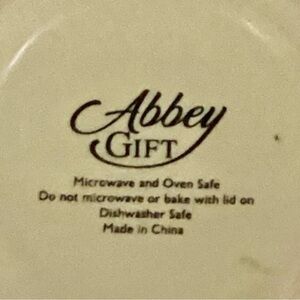 Abbey
GIFT
Microwave and Oven Safe
Do not microwave or bake with lid on
Dishwasher Safe
Made in China